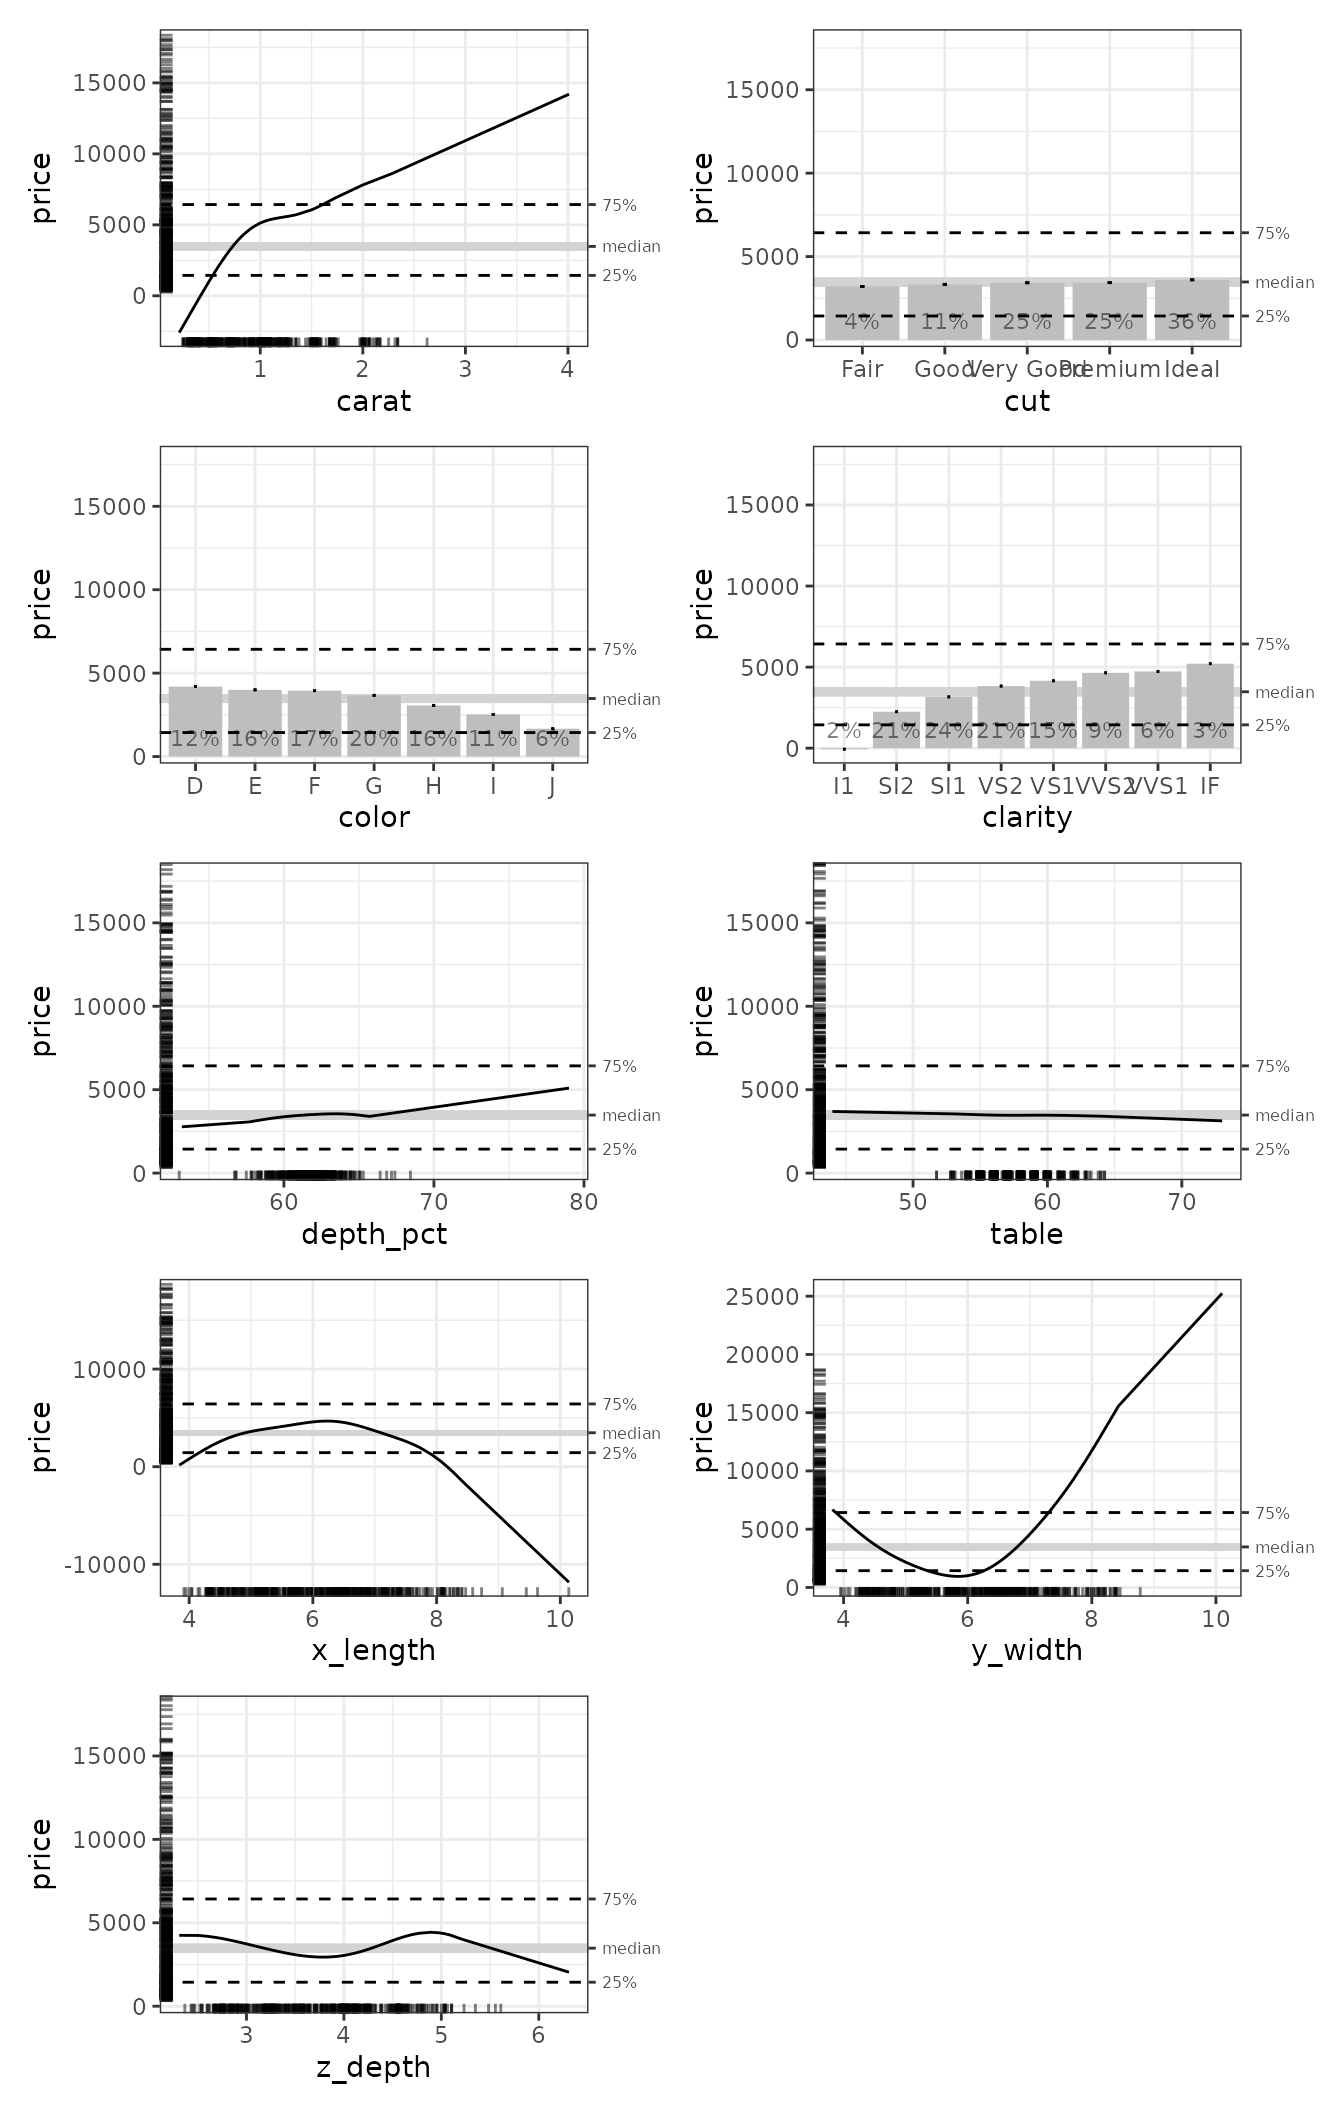 15000
10000
5000
0
price
75%
median
25%
1 2 3 4
carat
15000
10000
5000
0
price
75%
median
25%
4% 11% 25% 25% 36%
Fair Good Very Good Premium Ideal
cut
15000
10000
5000
0
price
75%
median
25%
12% 16% 17% 20% 16% 11% 6%
D E F G H I J
color
15000
10000
5000
0
price
75%
median
25%
2% 21% 24% 21% 15% 9% 6% 3%
I1 SI2 SI1 VS2 VS1 VVS2 VVS1 IF
clarity
15000
10000
5000
0
price
75%
median
25%
60 70 80
depth_pct
15000
10000
5000
0
price
75%
median
25%
50 60 70
table
10000
0
-10000
price
75%
median
25%
4 6 8 10
x_length
25000
20000
15000
10000
5000
0
price
75%
median
25%
4 6 8 10
y_width
15000
10000
5000
0
price
75%
median
25%
3 4 5 6
z_depth